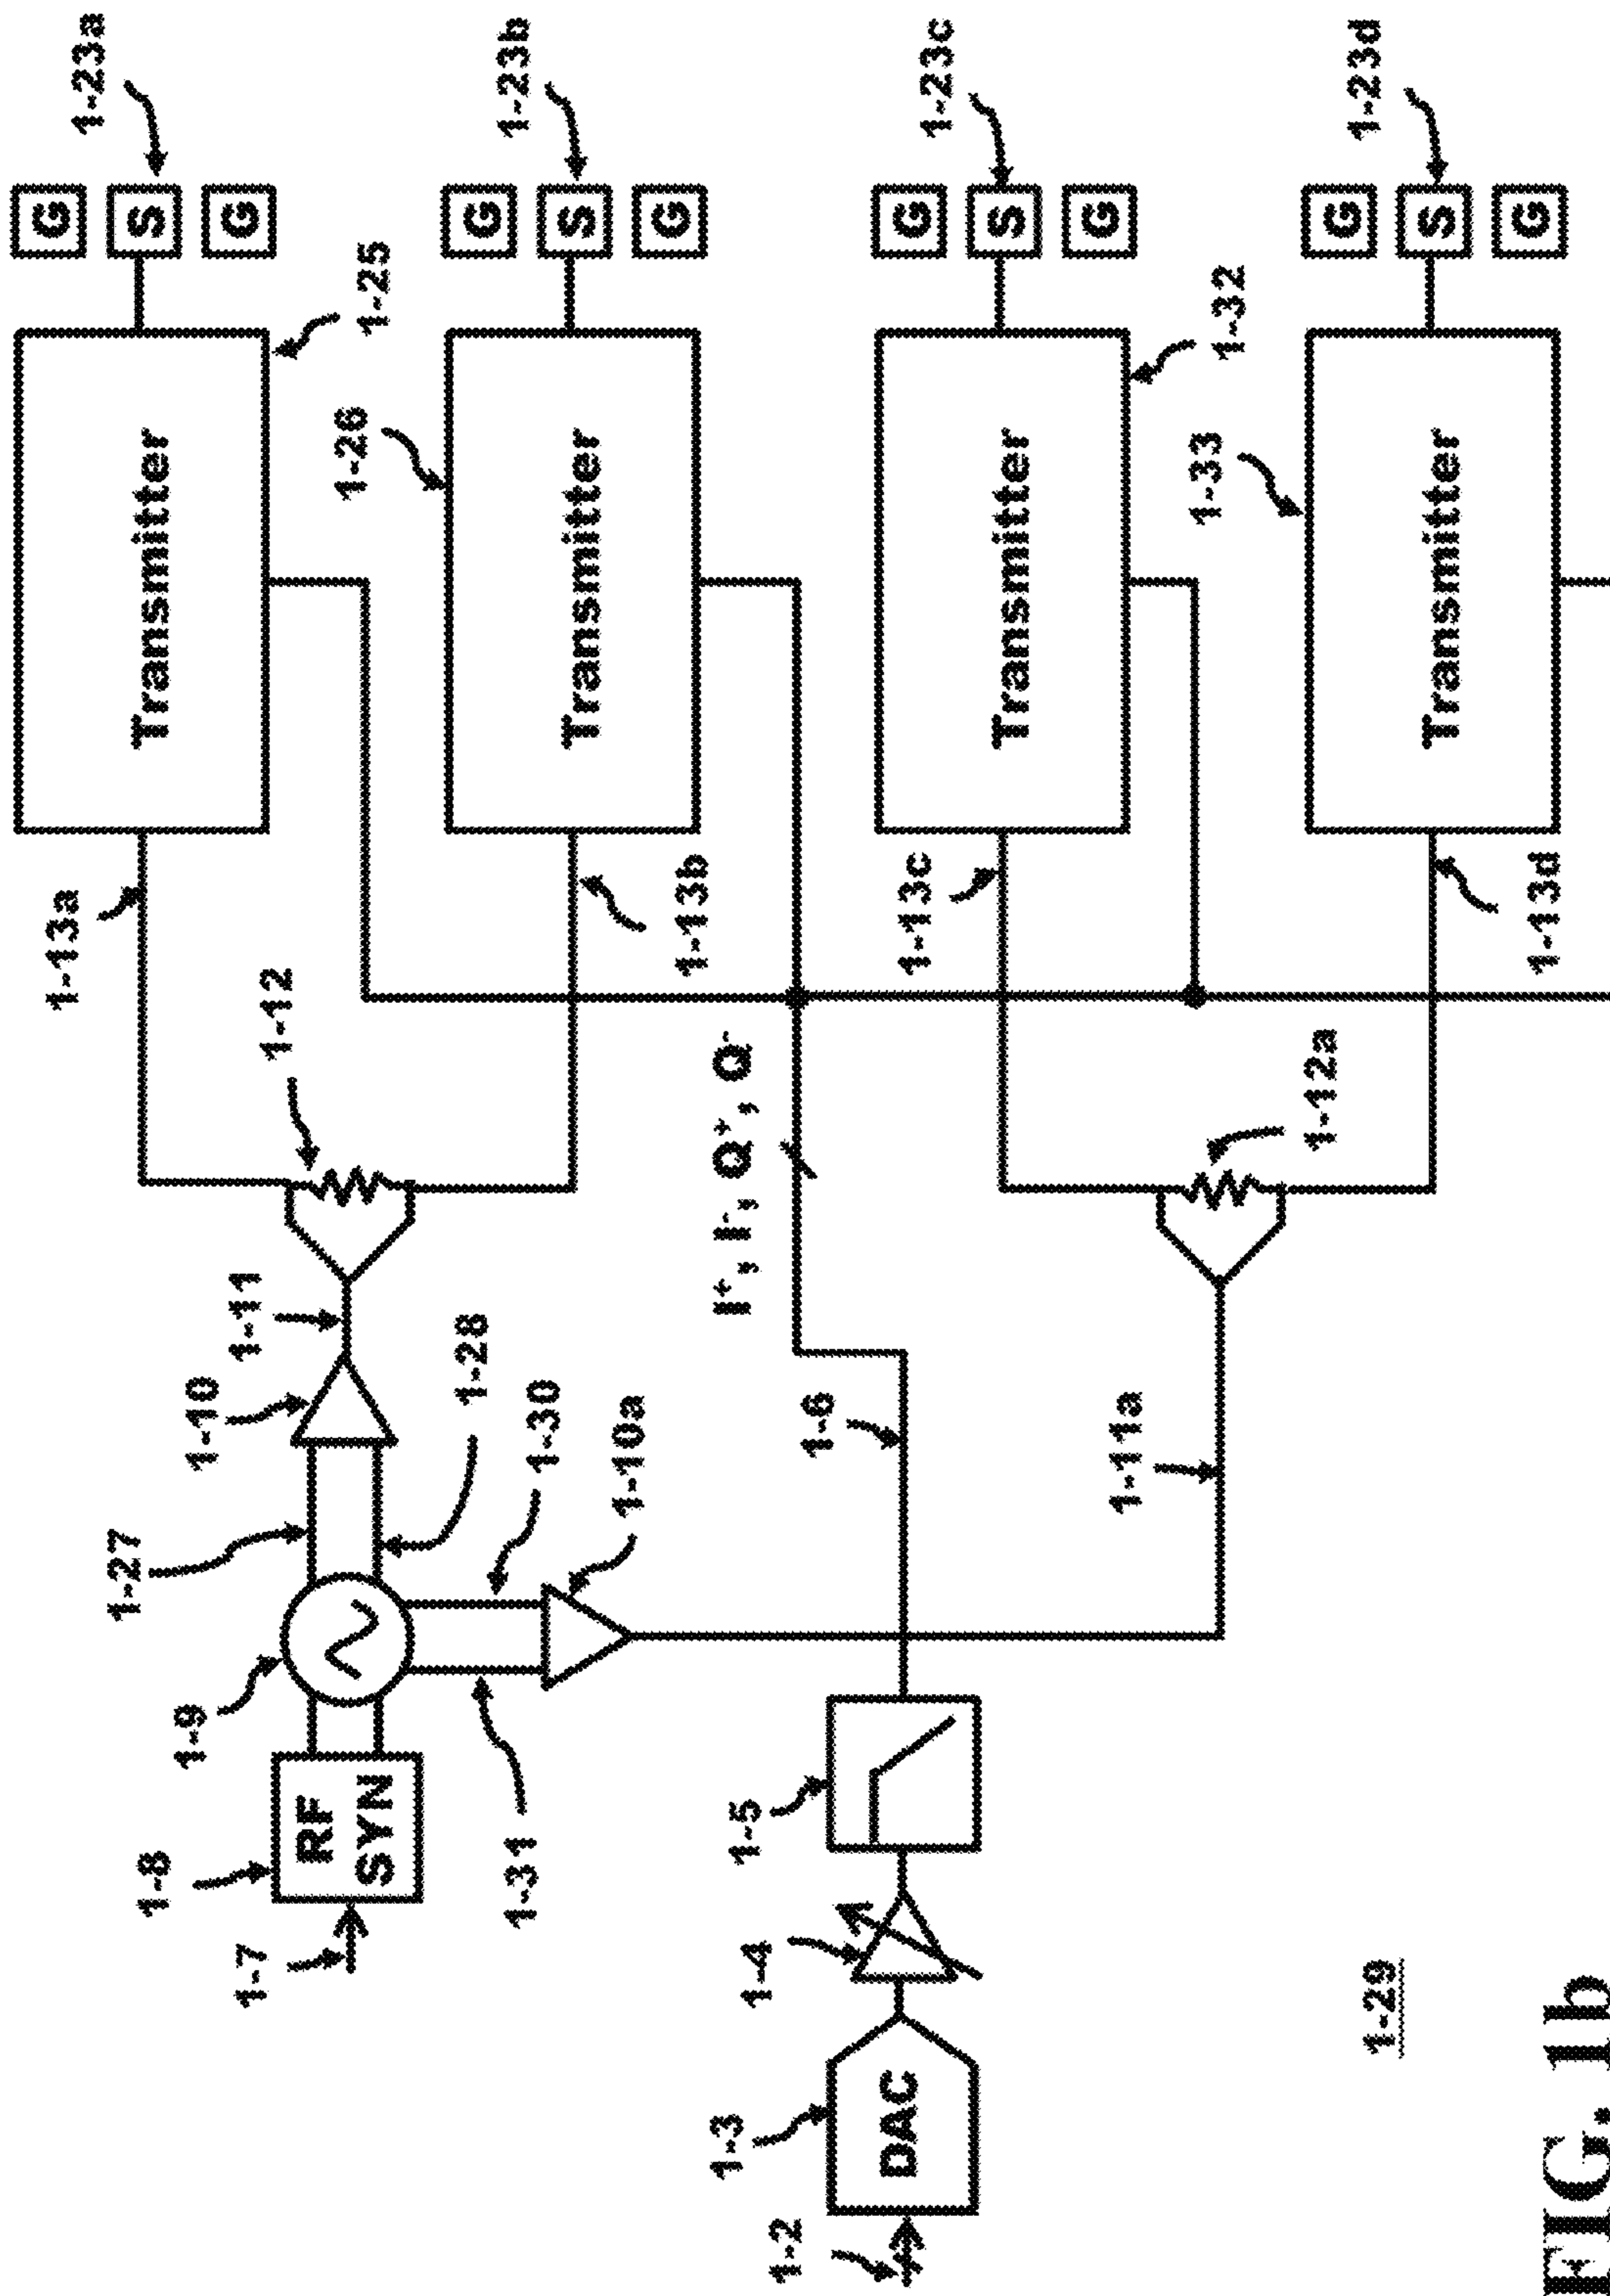 1-23a
G
S
G
1-25
Transmitter
1-13a
1-12
1-11
1-10
1-27
1-9
RF
SYN
1-8
1-7
1-23b
G
S
G
1-26
Transmitter
1-13b
1-28
1-30
1-10a
1-31
I⁺, I⁻, Q⁺, Q⁻
1-6
1-5
1-4
DAC
1-3
1-2
1-23c
G
S
G
1-32
Transmitter
1-13c
1-12a
1-11a
1-23d
G
S
G
1-33
Transmitter
1-13d
1-29
FIG. 1b